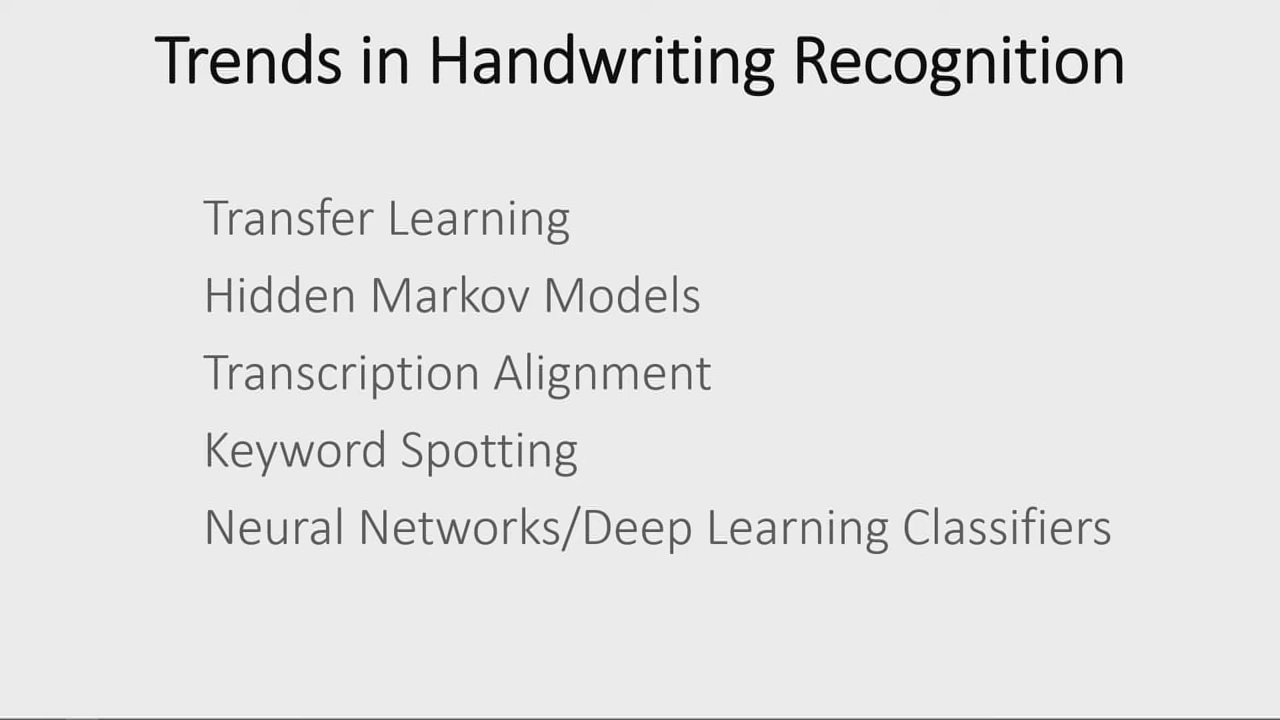 Trends in Handwriting Recognition
Transfer Learning
Hidden Markov Models
Transcription Alignment
Keyword Spotting
Neural Networks/Deep Learning Classifiers